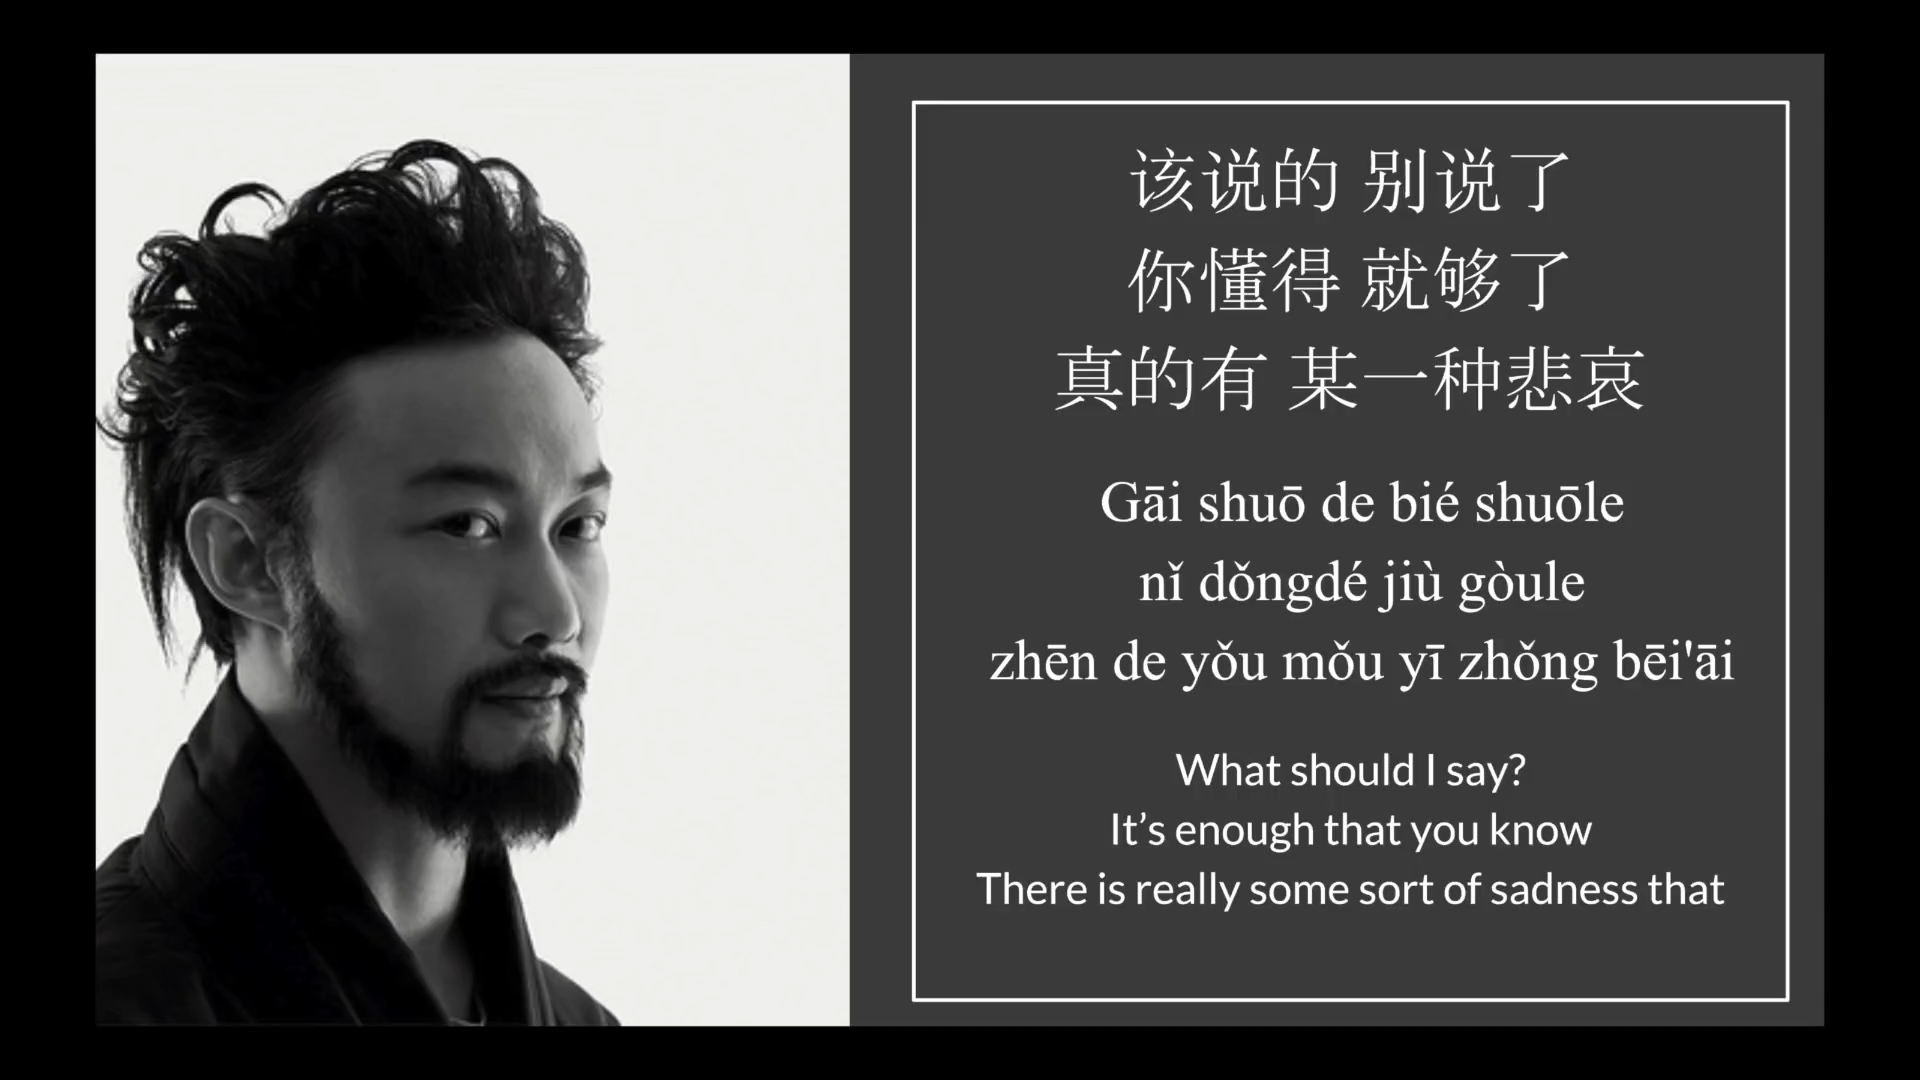 该说的 别说了
你懂得 就够了
真的有 某一种悲哀
Gāi shuō de bié shuōle
nǐ dǒngdé jiù gòule
zhēn de yǒu mǒu yī zhǒng bēi'āi
What should I say?
It’s enough that you know
There is really some sort of sadness that